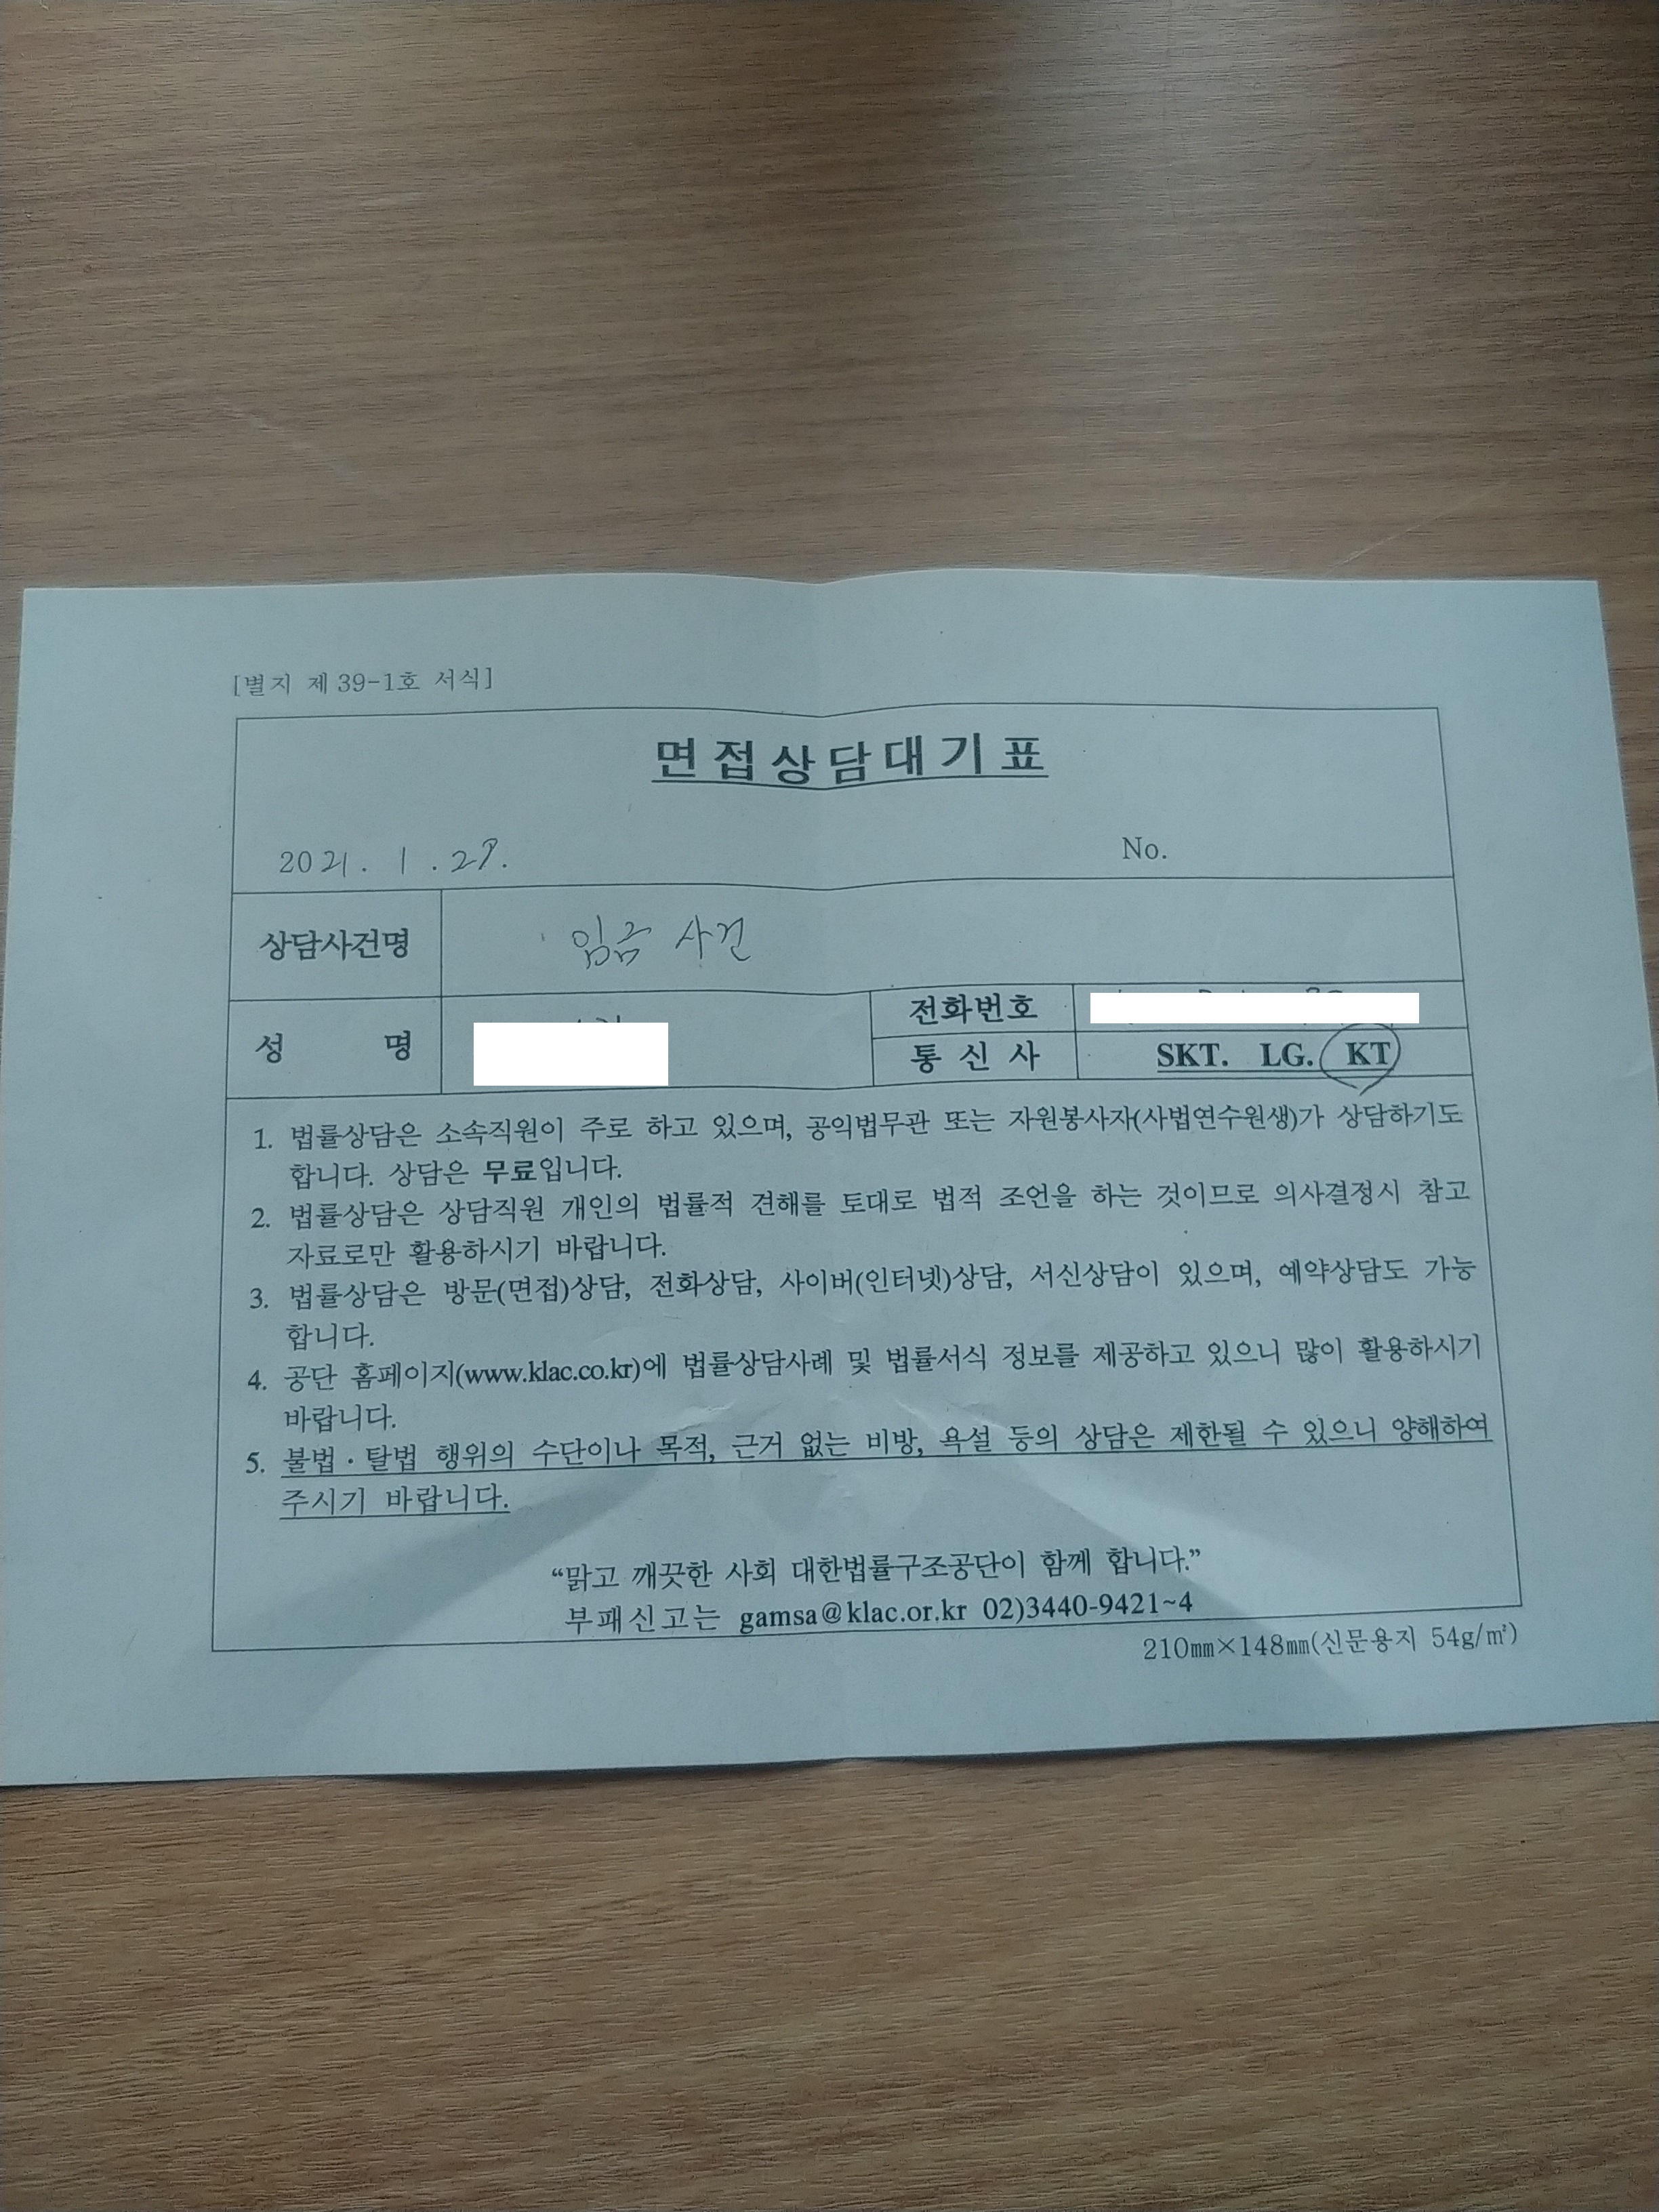 [별지 제39-1호 서식]
면접상담대기표
2021. 1. 29.
No.
상담사건명
임금 사건
성 명
전화번호
통신사
SKT. LG. KT
1. 법률상담은 소속직원이 주로 하고 있으며, 공익법무관 또는 자원봉사자(사법연수원생)가 상담하기도
합니다. 상담은 무료입니다.
2. 법률상담은 상담직원 개인의 법률적 견해를 토대로 법적 조언을 하는 것이므로 의사결정시 참고
자료로만 활용하시기 바랍니다.
3. 법률상담은 방문(면접)상담, 전화상담, 사이버(인터넷)상담, 서신상담이 있으며, 예약상담도 가능
합니다.
4. 공단 홈페이지(www.klac.co.kr)에 법률상담사례 및 법률서식 정보를 제공하고 있으니 많이 활용하시기
바랍니다.
5. 불법·탈법 행위의 수단이나 목적, 근거 없는 비방, 욕설 등의 상담은 제한될 수 있으니 양해하여
주시기 바랍니다.
“맑고 깨끗한 사회 대한법률구조공단이 함께 합니다.”
부패신고는 gamsa@klac.or.kr 02)3440-9421~4
210㎜×148㎜(신문용지 54g/㎡)